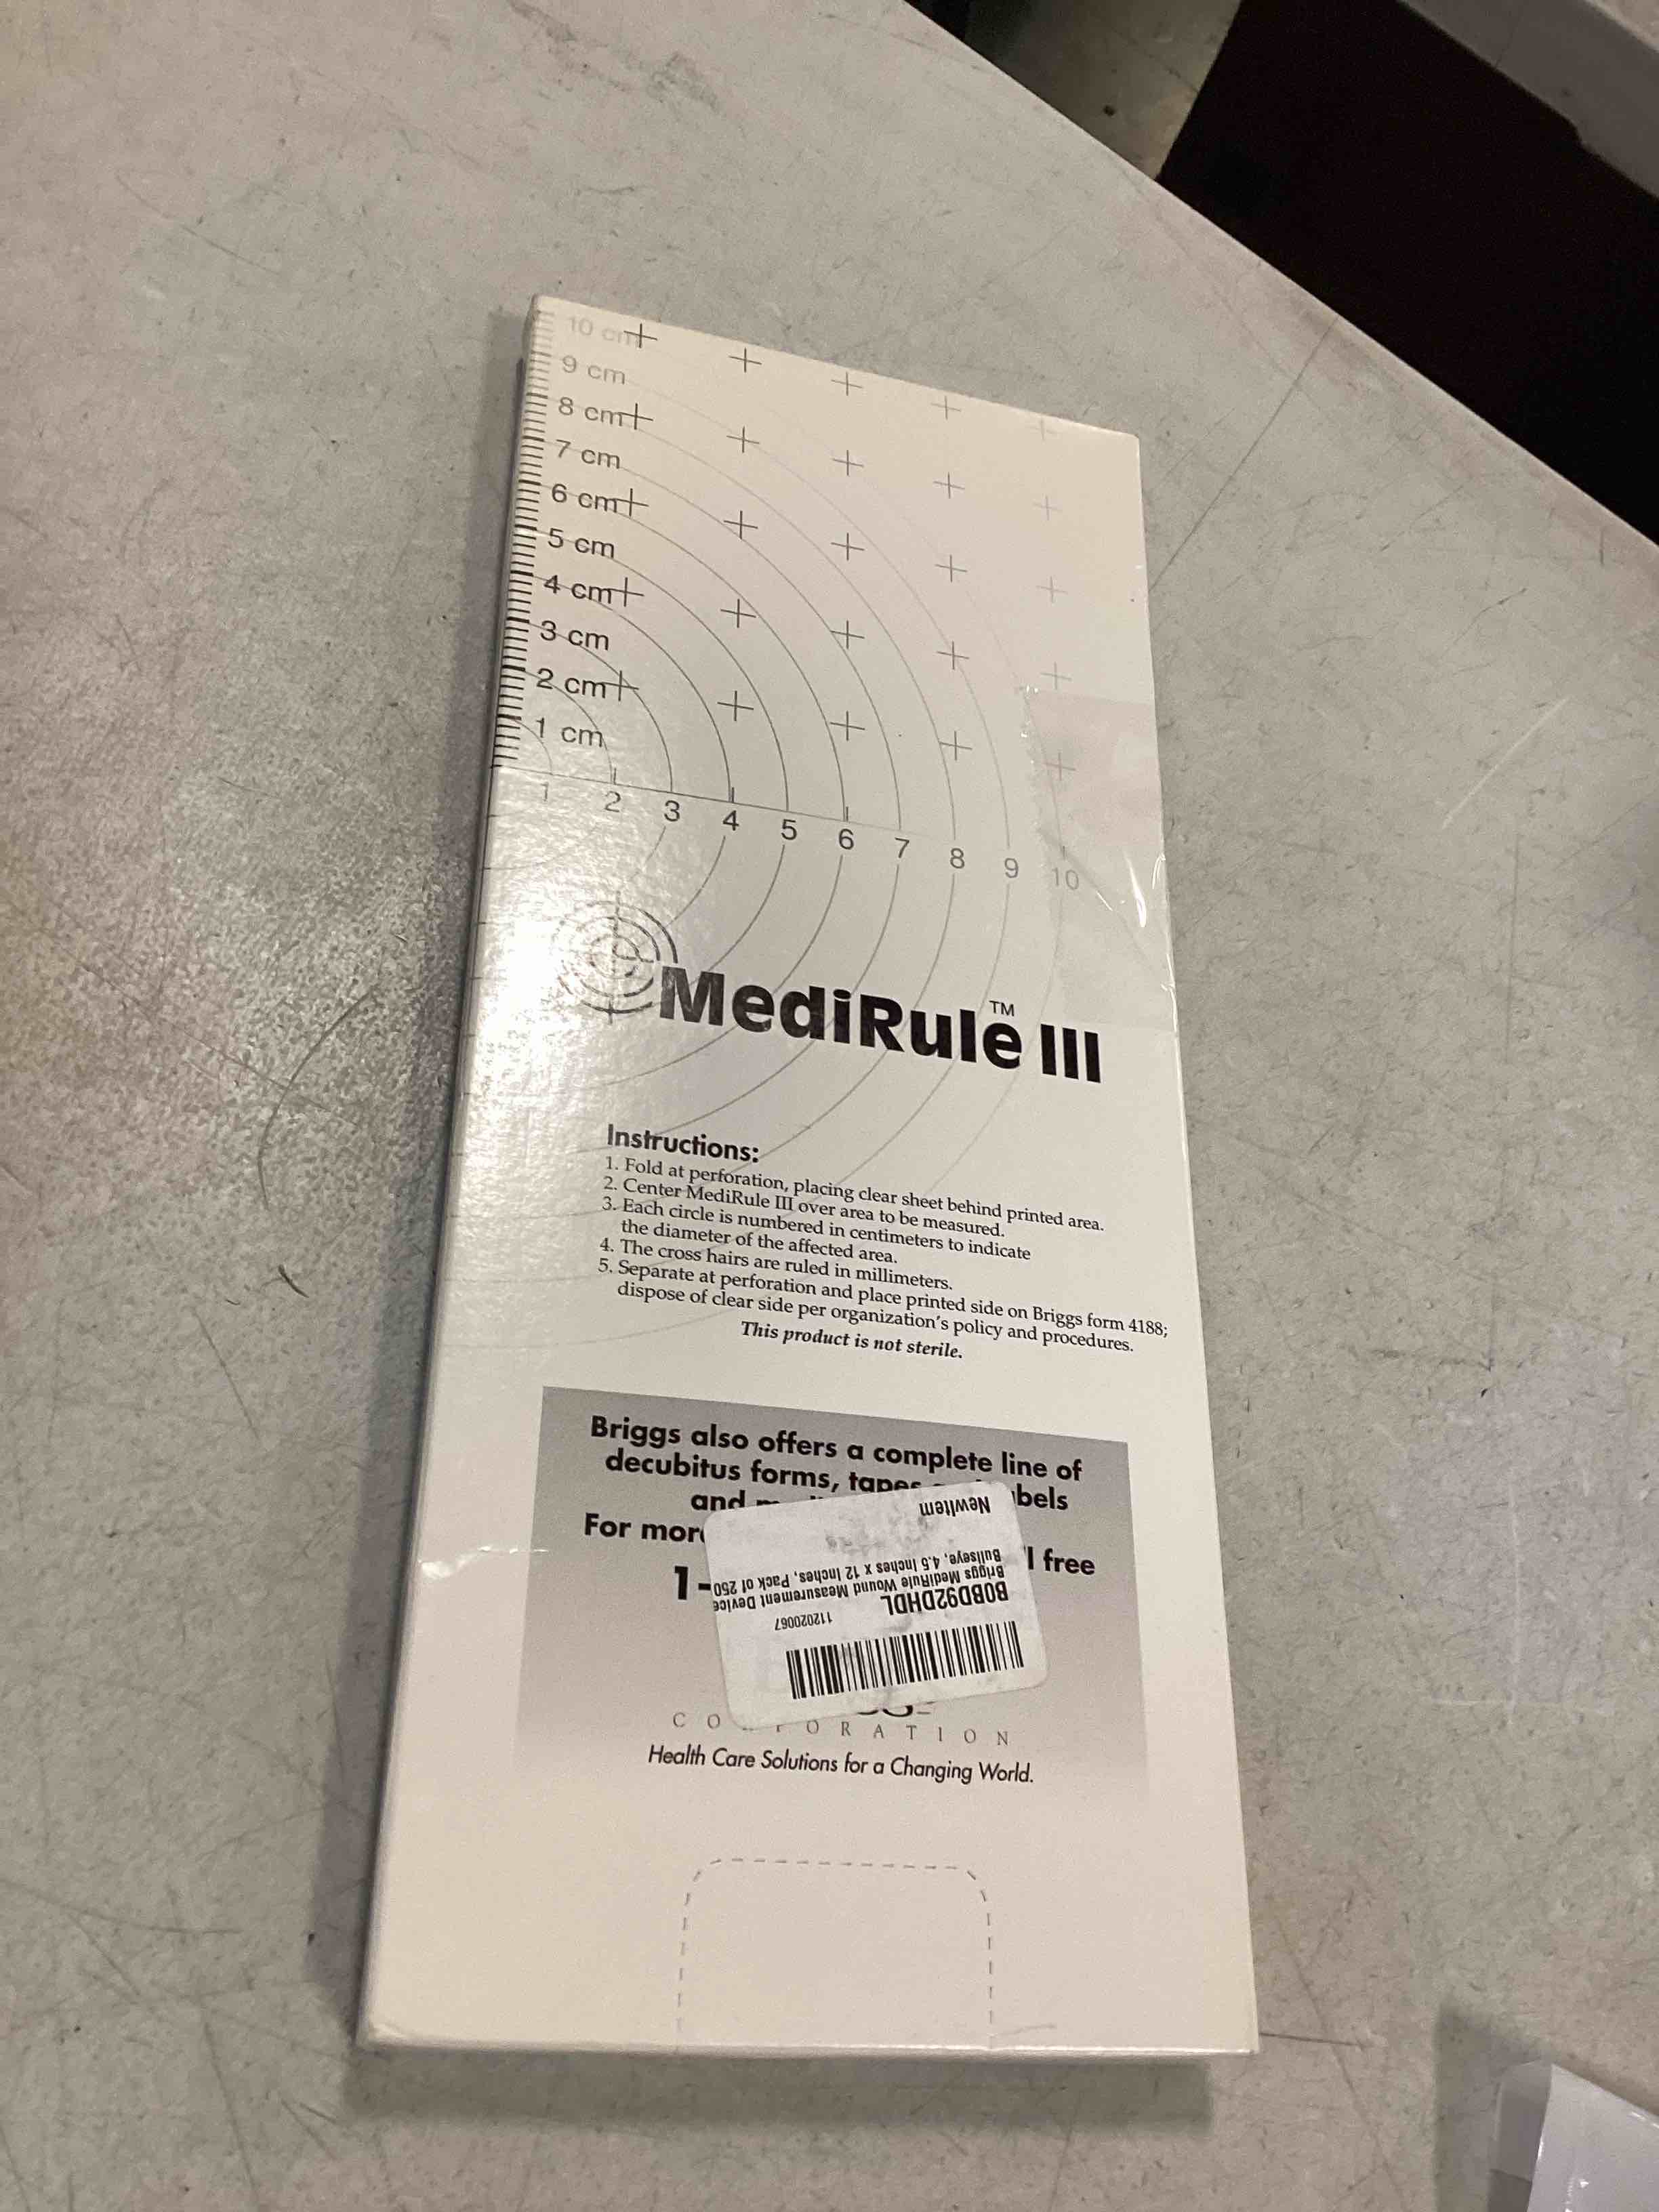 10 cm
9 cm
8 cm
7 cm
6 cm
5 cm
4 cm
3 cm
2 cm
1 cm
1 2 3 4 5 6 7 8 9 10
MediRule™ III
Instructions:
1. Fold at perforation, placing clear sheet behind printed area.
2. Center MediRule III over area to be measured.
3. Each circle is numbered in centimeters to indicate
the diameter of the affected area.
4. The cross hairs are ruled in millimeters.
5. Separate at perforation and place printed side on Briggs form 4188;
dispose of clear side per organization's policy and procedures.
This product is not sterile.
Briggs also offers a complete line of
decubitus forms, tapes
and
For more free
1-
112020067
B0BD92DHDL
Briggs MediRule Wound Measurement Device
Bullseye, 4.5 Inches x 12 Inches, Pack of 250
NewItem
CORPORATION
Health Care Solutions for a Changing World.